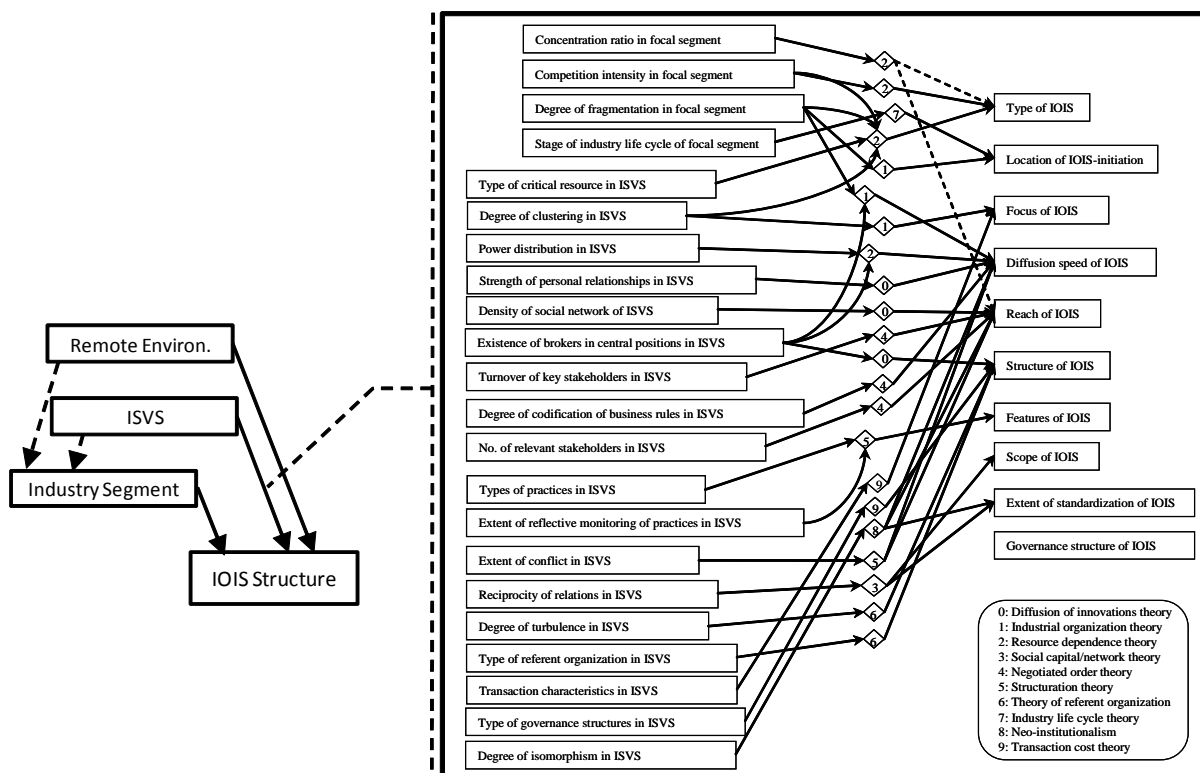 Remote Environ.
ISVS
Industry Segment
IOIS Structure
Concentration ratio in focal segment
Competition intensity in focal segment
Degree of fragmentation in focal segment
Stage of industry life cycle of focal segment
Type of critical resource in ISVS
Degree of clustering in ISVS
Power distribution in ISVS
Strength of personal relationships in ISVS
Density of social network of ISVS
Existence of brokers in central positions in ISVS
Turnover of key stakeholders in ISVS
Degree of codification of business rules in ISVS
No. of relevant stakeholders in ISVS
Types of practices in ISVS
Extent of reflective monitoring of practices in ISVS
Extent of conflict in ISVS
Reciprocity of relations in ISVS
Degree of turbulence in ISVS
Type of referent organization in ISVS
Transaction characteristics in ISVS
Type of governance structures in ISVS
Degree of isomorphism in ISVS
2
2
7
2
1
1
1
2
0
0
4
0
4
4
5
9
9
8
5
3
6
6
Type of IOIS
Location of IOIS-initiation
Focus of IOIS
Diffusion speed of IOIS
Reach of IOIS
Structure of IOIS
Features of IOIS
Scope of IOIS
Extent of standardization of IOIS
Governance structure of IOIS
0: Diffusion of innovations theory
1: Industrial organization theory
2: Resource dependence theory
3: Social capital/network theory
4: Negotiated order theory
5: Structuration theory
6: Theory of referent organization
7: Industry life cycle theory
8: Neo-institutionalism
9: Transaction cost theory